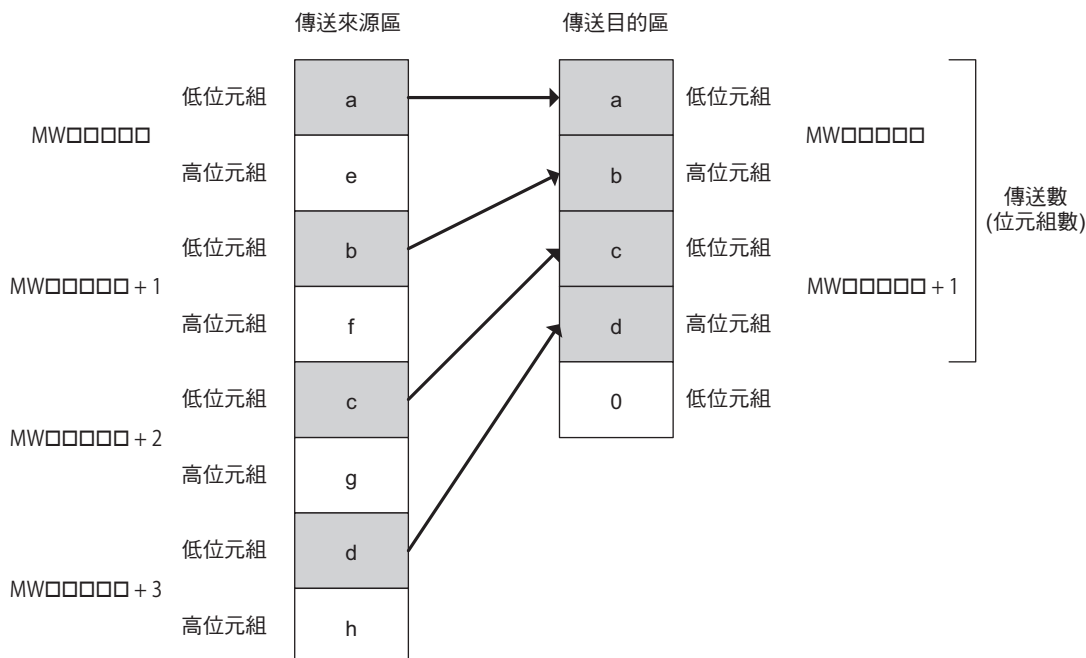 傳送來源區 傳送目的區
低位元組 a a 低位元組
MW□□□□□ MW□□□□□
高位元組 e b 高位元組
傳送數
(位元組數)
低位元組 b c 低位元組
MW□□□□□ + 1 MW□□□□□ + 1
高位元組 f d 高位元組
低位元組 c 0 低位元組
MW□□□□□ + 2
高位元組 g
低位元組 d
MW□□□□□ + 3
高位元組 h